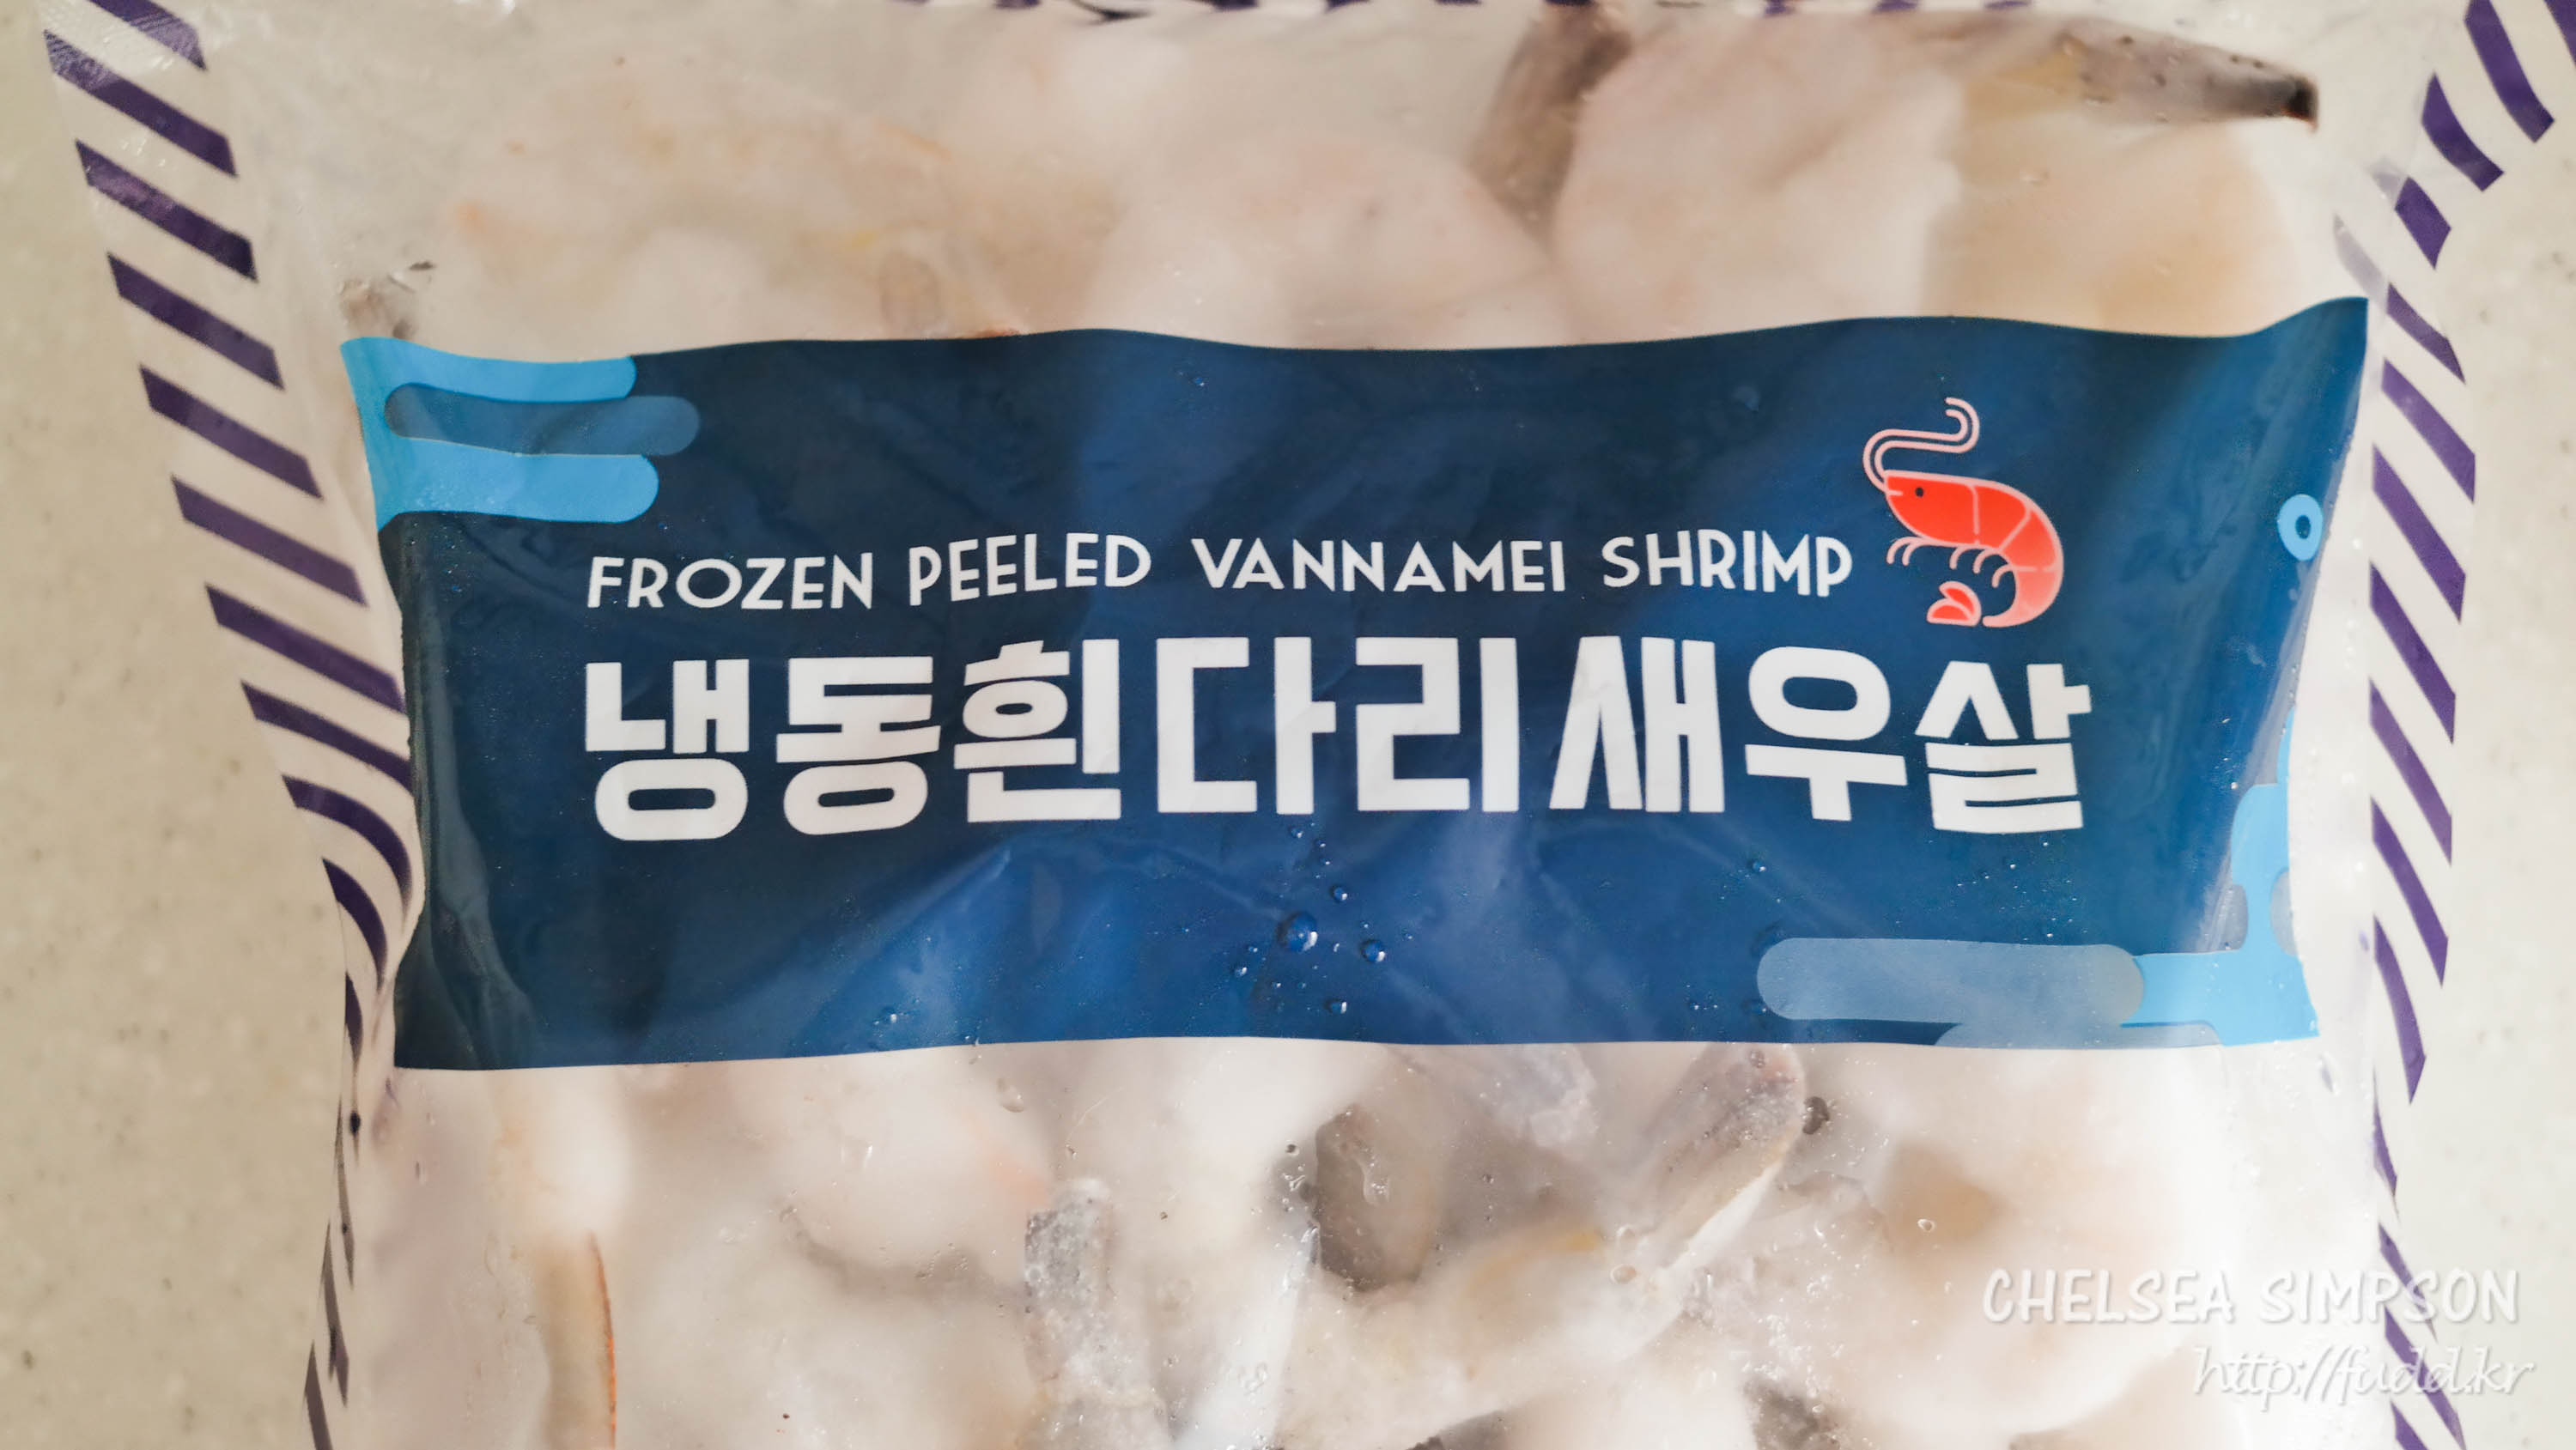 FROZEN PEELED VANNAMEI SHRIMP
냉동흰다리새우살
CHELSEA SIMPSON
http://fudd.kr